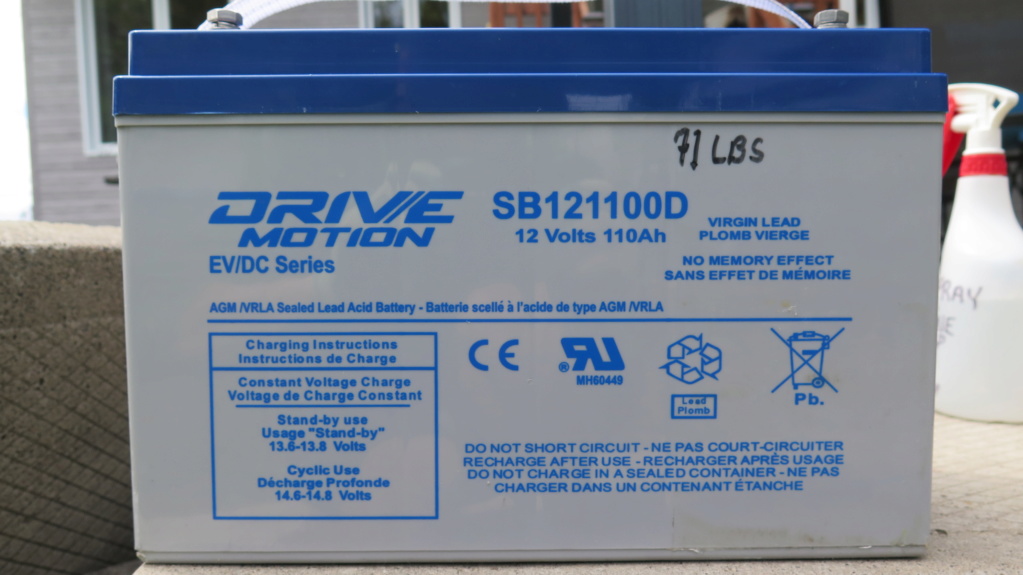 71 LBS
DRIVE
MOTION
EV/DC Series
SB121100D
12 Volts 110Ah
VIRGIN LEAD
PLOMB VIERGE
NO MEMORY EFFECT
SANS EFFET DE MÉMOIRE
AGM /VRLA Sealed Lead Acid Battery - Batterie scellé à l'acide de type AGM /VRLA
Charging Instructions
Instructions de Charge
Constant Voltage Charge
Voltage de Charge Constant
Stand-by use
Usage "Stand-by"
13.6-13.8 Volts
Cyclic Use
Décharge Profonde
14.6-14.8 Volts
CE
RU
®
MH60449
Lead
Plomb
Pb.
DO NOT SHORT CIRCUIT - NE PAS COURT-CIRCUITER
RECHARGE AFTER USE - RECHARGER APRÉS USAGE
DO NOT CHARGE IN A SEALED CONTAINER - NE PAS
CHARGER DANS UN CONTENANT ÉTANCHE